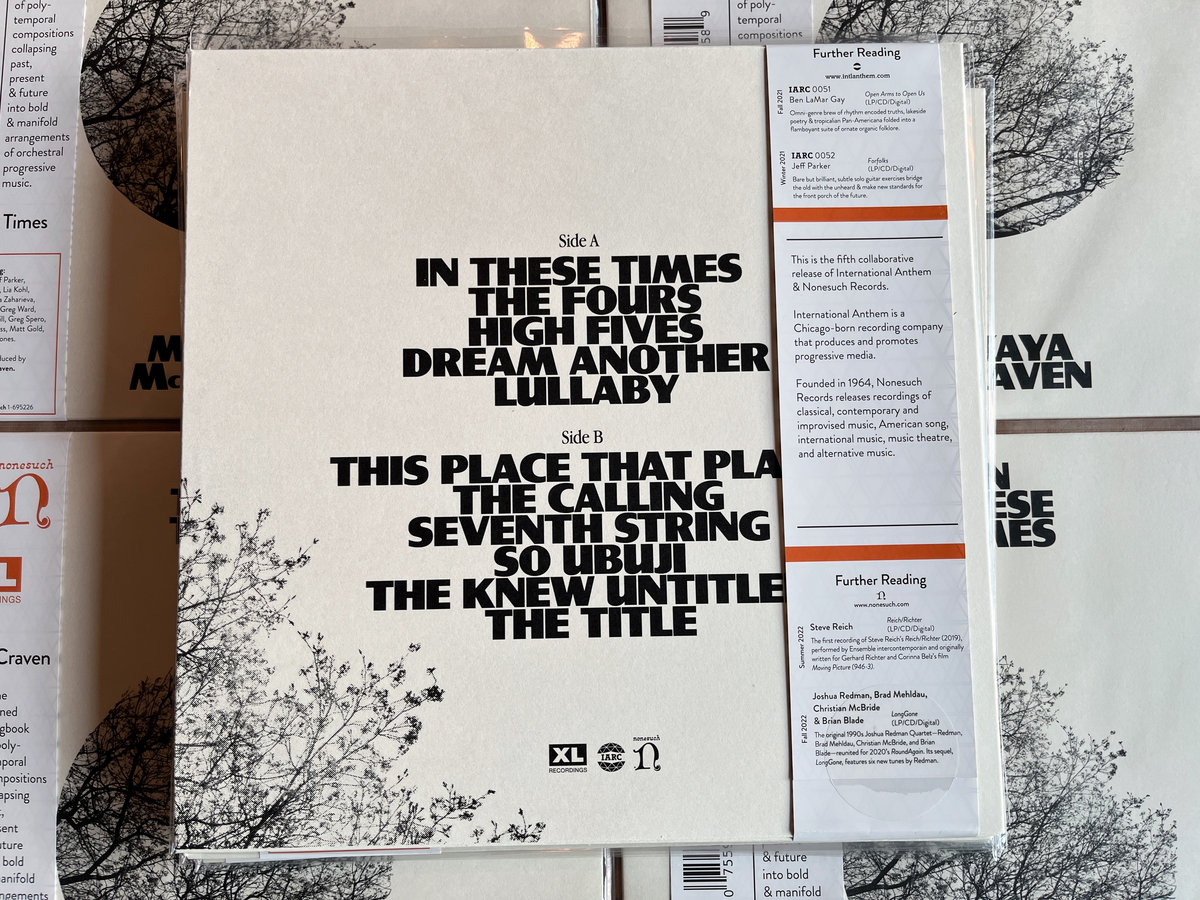 of poly-
temporal
compositions
collapsing
past,
present
& future
into bold
& manifold
arrangements
of orchestral
progressive
music.
Times
Parker,
Lia Kohl,
Zaharieva,
Greg Ward,
Greg Spero,
Matt Gold,
1-695226
nonesuch
n
Craven
Side A
IN THESE TIMES
THE FOURS
HIGH FIVES
DREAM ANOTHER
LULLABY
Side B
THIS PLACE THAT PLA
THE CALLING
SEVENTH STRING
SO UBUJI
THE KNEW UNTITLE
THE TITLE
XL
RECORDINGS
IARC
nonesuch
n
of poly-
temporal
compositions
Further Reading
www.intlanthem.com
Fall 2021
IARC 0051
Ben LaMar Gay
Open Arms to Open Us
(LP/CD/Digital)
Omni-genre brew of rhythm encoded truths, lakeside
poetry & tropicalian Pan-Americana folded into a
flamboyant suite of ornate organic folklore.
Winter 2021
IARC 0052
Jeff Parker
Forfolks
(LP/CD/Digital)
Bare but brilliant, subtle solo guitar exercises bridge
the old with the unheard & make new standards for
the front porch of the future.
This is the fifth collaborative
release of International Anthem
& Nonesuch Records.
International Anthem is a
Chicago-born recording company
that produces and promotes
progressive media.
Founded in 1964, Nonesuch
Records releases recordings of
classical, contemporary and
improvised music, American song,
international music, music theatre,
and alternative music.
Further Reading
n
www.nonesuch.com
Summer 2022
Steve Reich
Reich/Richter
(LP/CD/Digital)
The first recording of Steve Reich's Reich/Richter (2019),
performed by Ensemble intercontemporain and originally
written for Gerhard Richter and Corinna Belz's film
Moving Picture (946-3).
Fall 2022
Joshua Redman, Brad Mehldau,
Christian McBride
& Brian Blade
LongGone
(LP/CD/Digital)
The original 1990s Joshua Redman Quartet—Redman,
Brad Mehldau, Christian McBride, and Brian
Blade—reunited for 2020's RoundAgain. Its sequel,
LongGone, features six new tunes by Redman.
AYA
AVEN
N
ESE
MES
& future
into bold
& manifold